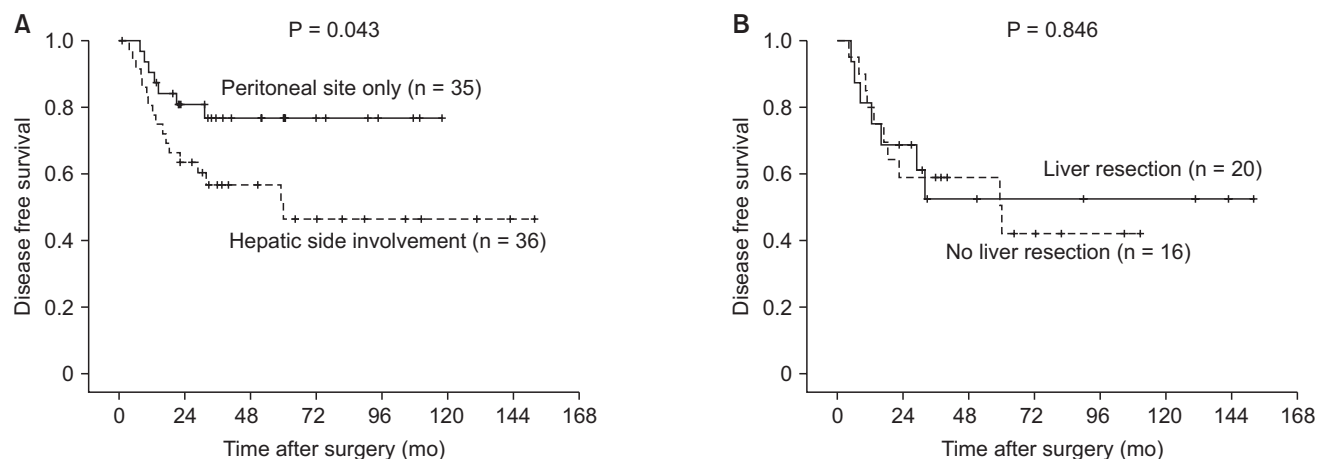 A
P = 0.043
1.0
0.8
0.6
0.4
0.2
0
Disease free survival
Peritoneal site only (n = 35)
Hepatic side involvement (n = 36)
0 24 48 72 96 120 144 168
Time after surgery (mo)
B
P = 0.846
1.0
0.8
0.6
0.4
0.2
0
Disease free survival
Liver resection (n = 20)
No liver resection (n = 16)
0 24 48 72 96 120 144 168
Time after surgery (mo)